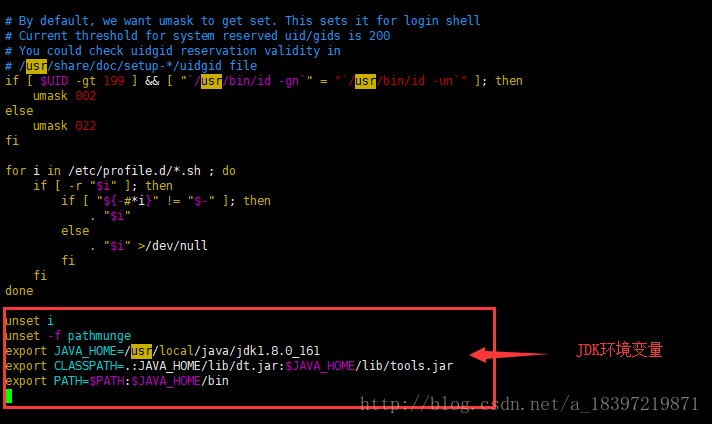 # By default, we want umask to get set. This sets it for login shell
# Current threshold for system reserved uid/gids is 200
# You could check uidgid reservation validity in
# /usr/share/doc/setup-*/uidgid file
if [ $UID -gt 199 ] && [ "`/usr/bin/id -gn`" = "`/usr/bin/id -un`" ]; then
    umask 002
else
    umask 022
fi
for i in /etc/profile.d/*.sh ; do
    if [ -r "$i" ]; then
        if [ "${-#*i}" != "$-" ]; then
            . "$i"
        else
            . "$i" >/dev/null
        fi
    fi
done
unset i
unset -f pathmunge
export JAVA_HOME=/usr/local/java/jdk1.8.0_161
export CLASSPATH=.:JAVA_HOME/lib/dt.jar:$JAVA_HOME/lib/tools.jar
export PATH=$PATH:$JAVA_HOME/bin
JDK环境变量
http://blog.csdn.net/a_18397219871